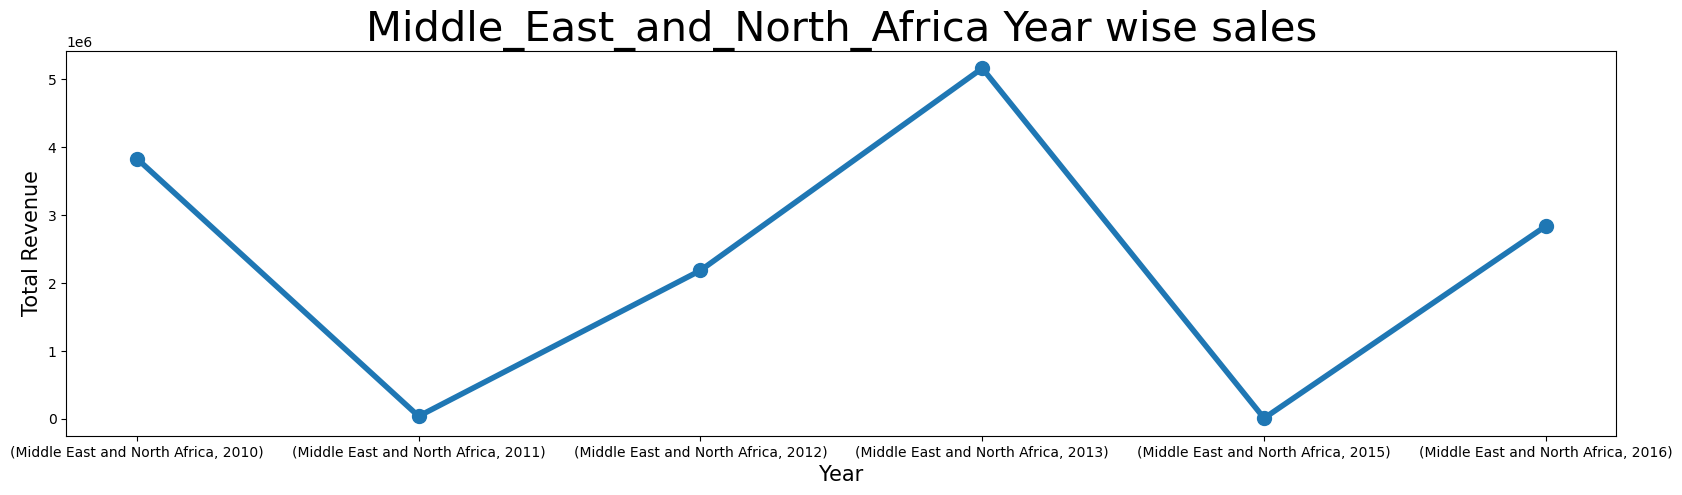 Middle_East_and_North_Africa Year wise sales
1e6
5
4
3
2
1
0
Total Revenue
(Middle East and North Africa, 2010) (Middle East and North Africa, 2011) (Middle East and North Africa, 2012) (Middle East and North Africa, 2013) (Middle East and North Africa, 2015) (Middle East and North Africa, 2016)
Year